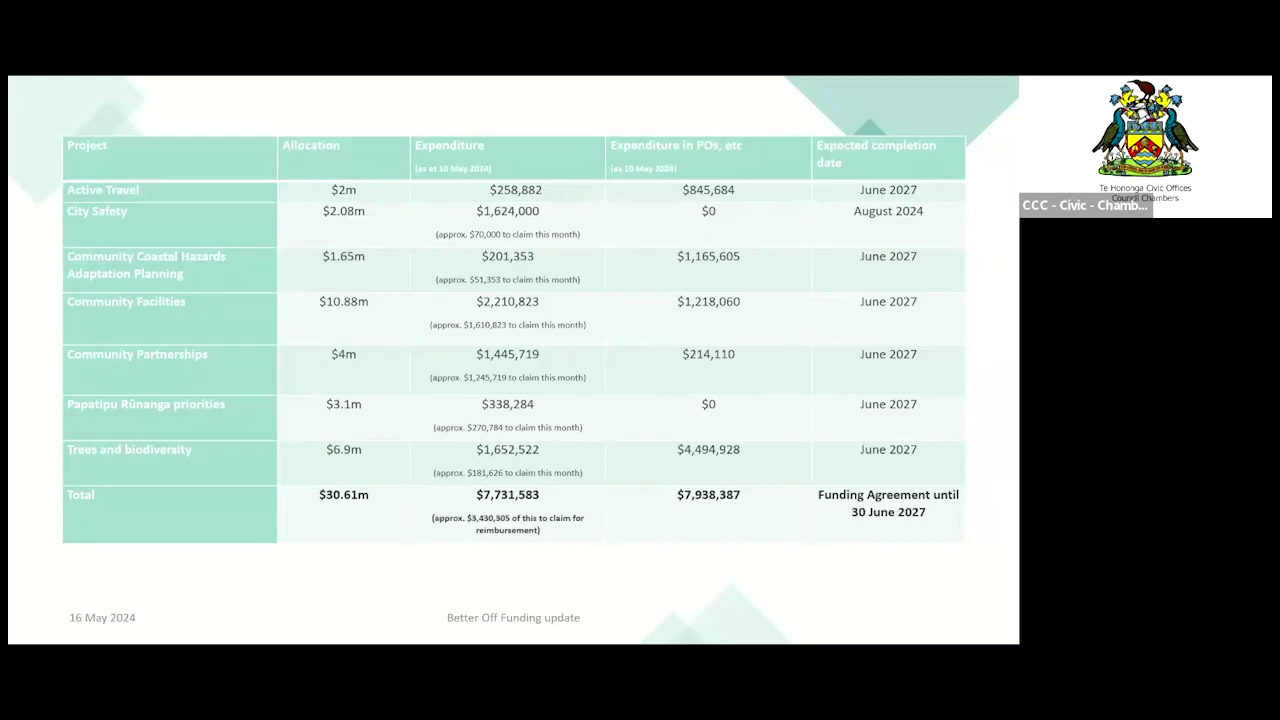 Project Allocation Expenditure Expenditure in POs, etc Expected completion
date
(as at 10 May 2024) (as 10 May 2024)
Active Travel $2m $258,882 $845,684 June 2027
City Safety $2.08m $1,624,000 $0 August 2024
(approx. $70,000 to claim this month)
Community Coastal Hazards $1.65m $201,353 $1,165,605 June 2027
Adaptation Planning
(approx. $51,353 to claim this month)
Community Facilities $10.88m $2,210,823 $1,218,060 June 2027
(approx. $1,610,823 to claim this month)
Community Partnerships $4m $1,445,719 $214,110 June 2027
(approx. $1,245,719 to claim this month)
Papatipu Rūnanga priorities $3.1m $338,284 $0 June 2027
(approx. $270,784 to claim this month)
Trees and biodiversity $6.9m $1,652,522 $4,494,928 June 2027
(approx. $181,626 to claim this month)
Total $30.61m $7,731,583 $7,938,387 Funding Agreement until
30 June 2027
(approx. $3,430,305 of this to claim for
reimbursement)
16 May 2024 Better Off Funding update
Te Hononga Civic Offices
Council Chambers
CCC - Civic - Chamb...